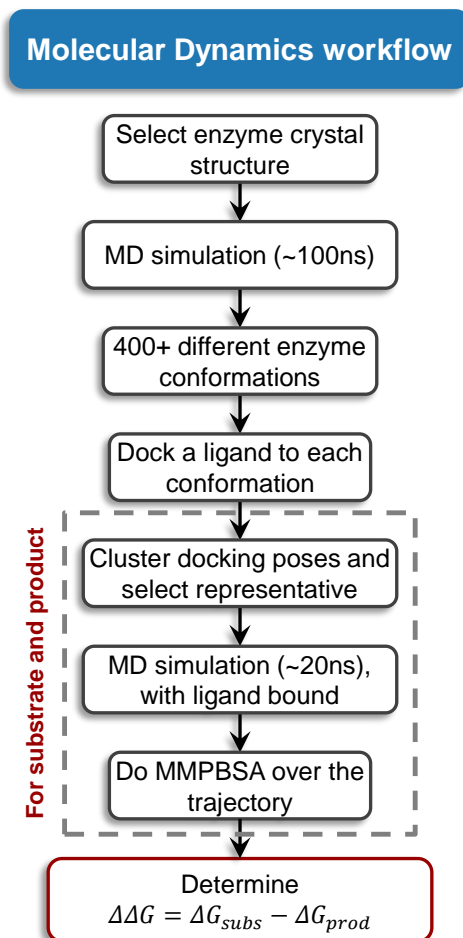 Molecular Dynamics workflow
Select enzyme crystal
structure
MD simulation (~100ns)
400+ different enzyme
conformations
Dock a ligand to each
conformation
For substrate and product
Cluster docking poses and
select representative
MD simulation (~20ns),
with ligand bound
Do MMPBSA over the
trajectory
Determine
ΔΔG = ΔG_subs − ΔG_prod